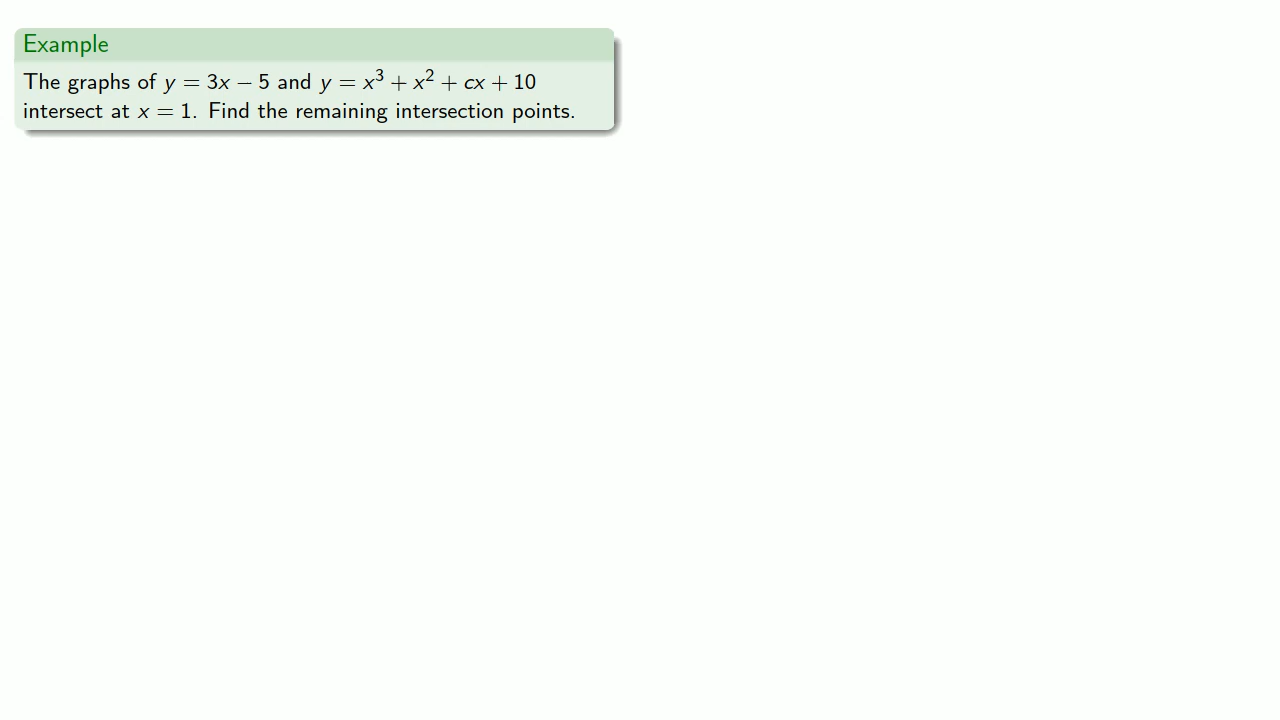 Example
The graphs of y = 3x − 5 and y = x³ + x² + cx + 10
intersect at x = 1. Find the remaining intersection points.